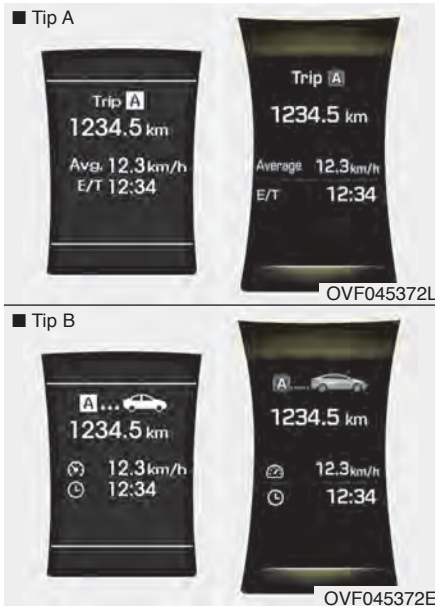 ■ Tip A
Trip A
1234.5 km
Avg. 12.3 km/h
E/T 12:34
Trip A
1234.5 km
Average 12.3 km/h
E/T 12:34
OVF045372L
■ Tip B
A...
1234.5 km
12.3 km/h
12:34
A.....
1234.5 km
12.3 km/h
12:34
OVF045372E